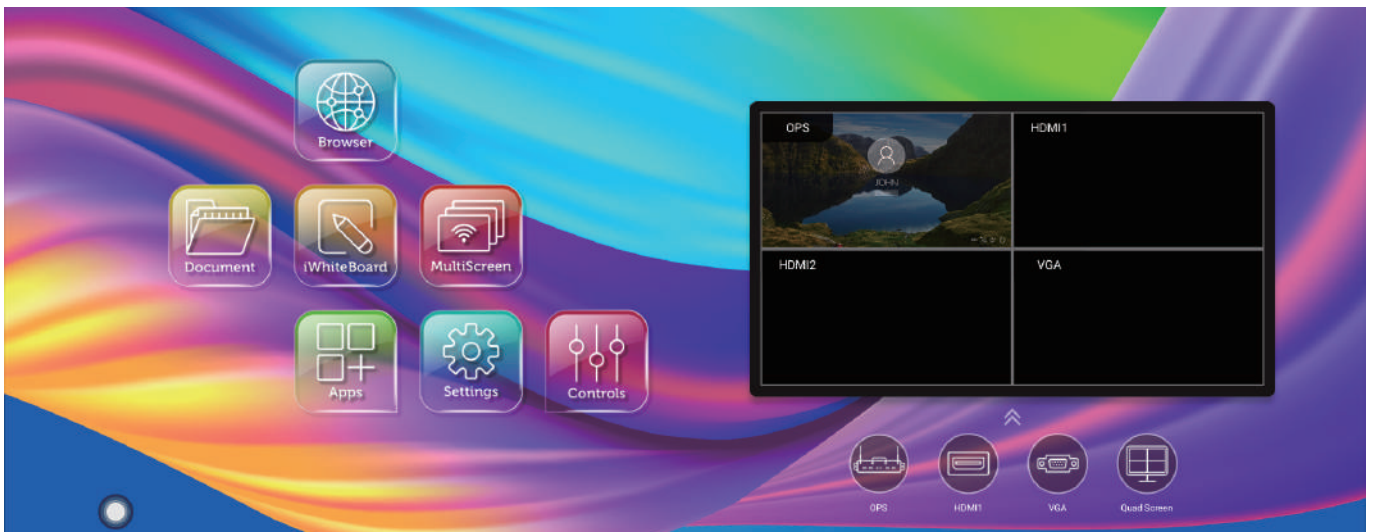 Browser
Document
iWhiteBoard
MultiScreen
Apps
Settings
Controls
OPS
JOHN
HDMI1
HDMI2
VGA
OPS
HDMI1
VGA
Quad Screen